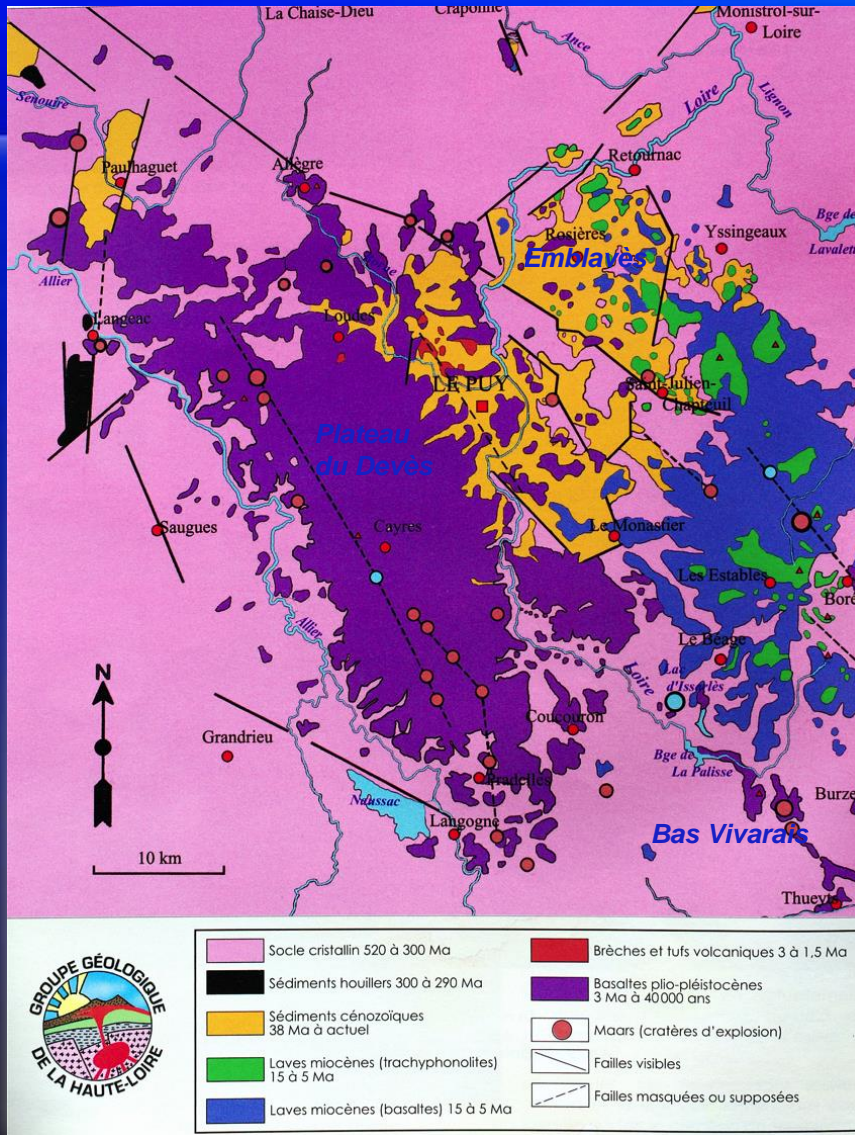 La Chaise-Dieu
Craponne
Monistrol-sur-
Loire
Ance
Senouire
Loire
Lignon
Paulhaguet
Allègre
Retournac
Rosières
Emblavès
Yssingeaux
Bge de
Lavalette
Allier
Langeac
Loudes
LE PUY
Saint-Julien-
Chapteuil
Plateau
du Devès
Saugues
Cayres
Le Monastier
Les Estables
Borée
Allier
Le Béage
Loire
Lac
d'Issarlès
N
Grandrieu
Coucouron
Bge de
La Palisse
Pradelles
Naussac
Langogne
Burzet
Bas Vivarais
10 km
Thueyts
GROUPE GÉOLOGIQUE
DE LA HAUTE-LOIRE
Socle cristallin 520 à 300 Ma
Sédiments houillers 300 à 290 Ma
Sédiments cénozoïques
38 Ma à actuel
Laves miocènes (trachyphonolites)
15 à 5 Ma
Laves miocènes (basaltes) 15 à 5 Ma
Brèches et tufs volcaniques 3 à 1,5 Ma
Basaltes plio-pléistocènes
3 Ma à 40 000 ans
Maars (cratères d'explosion)
Failles visibles
Failles masquées ou supposées